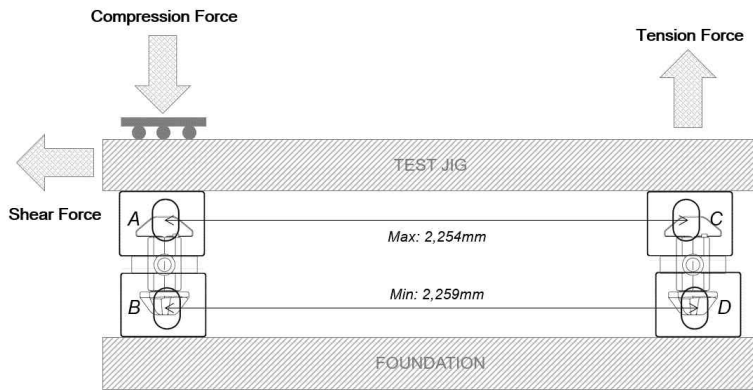 Compression Force
Tension Force
TEST JIG
Shear Force
A
C
Max: 2,254mm
B
Min: 2,259mm
D
FOUNDATION